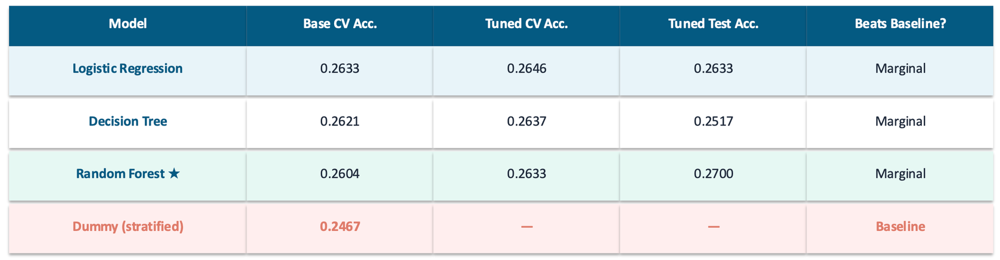 Model Base CV Acc. Tuned CV Acc. Tuned Test Acc. Beats Baseline?
Logistic Regression 0.2633 0.2646 0.2633 Marginal
Decision Tree 0.2621 0.2637 0.2517 Marginal
Random Forest ★ 0.2604 0.2633 0.2700 Marginal
Dummy (stratified) 0.2467 — — Baseline